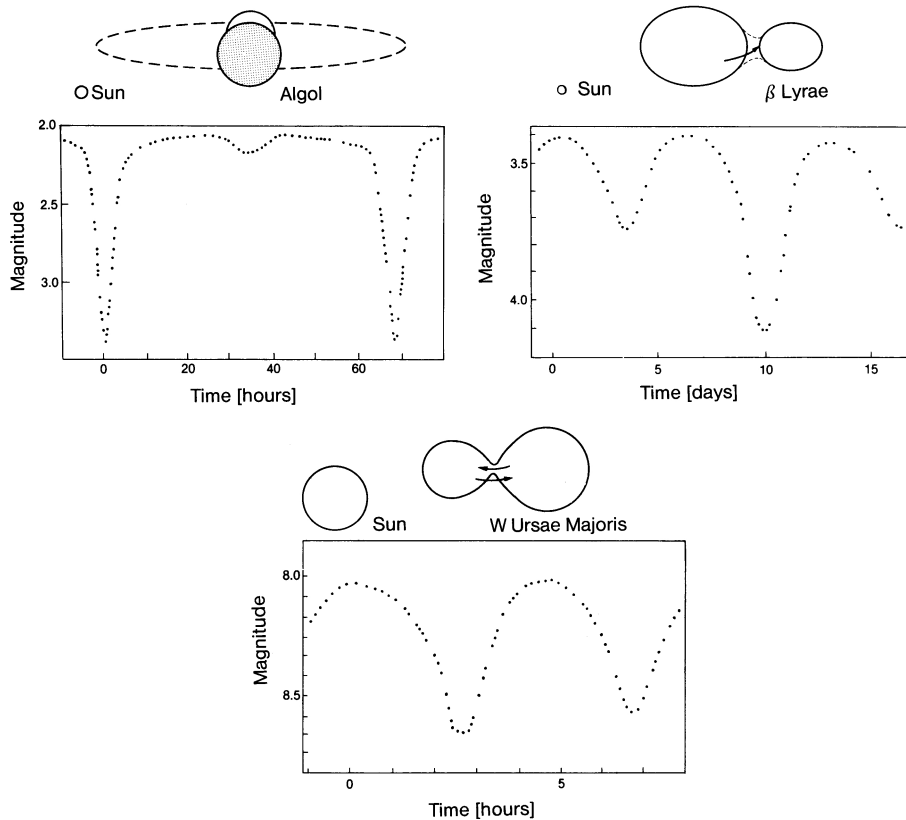 Sun
Algol
2.0
2.5
3.0
Magnitude
0 20 40 60
Time [hours]
Sun
β Lyrae
3.5
4.0
Magnitude
0 5 10 15
Time [days]
Sun
W Ursae Majoris
8.0
8.5
Magnitude
0 5
Time [hours]